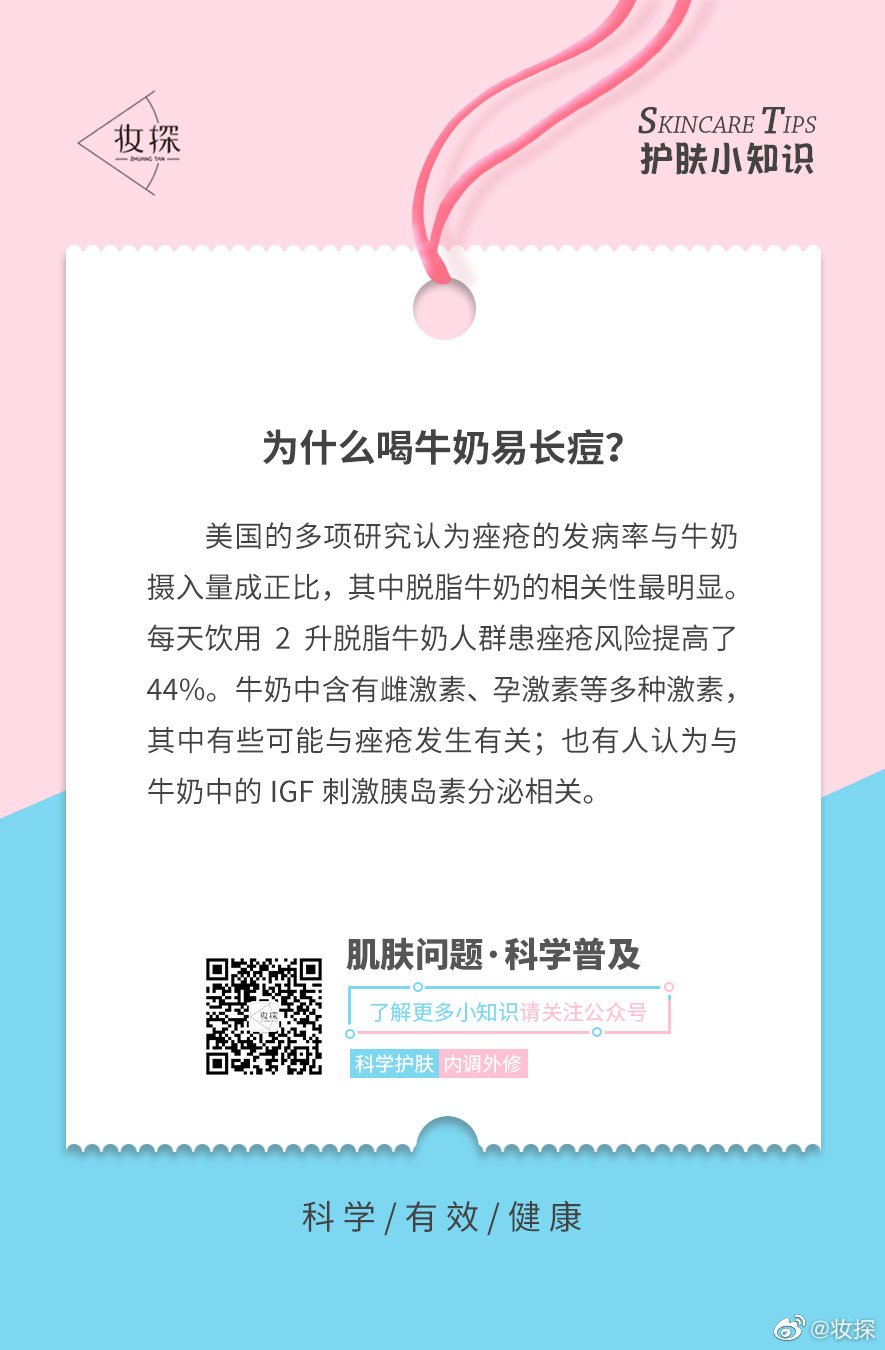 妆探
ZHUANG TAN
SKINCARE TIPS
护肤小知识
为什么喝牛奶易长痘？
美国的多项研究认为痤疮的发病率与牛奶
摄入量成正比，其中脱脂牛奶的相关性最明显。
每天饮用 2 升脱脂牛奶人群患痤疮风险提高了
44%。牛奶中含有雌激素、孕激素等多种激素，
其中有些可能与痤疮发生有关；也有人认为与
牛奶中的 IGF 刺激胰岛素分泌相关。
妆探
肌肤问题·科学普及
了解更多小知识请关注公众号
科学护肤 内调外修
科学/有效/健康
@妆探